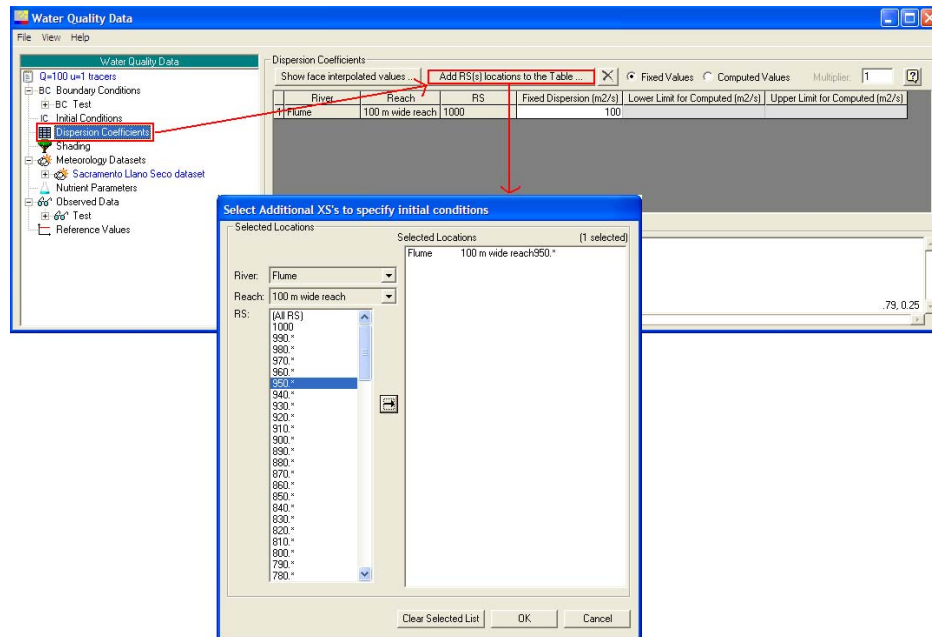 Water Quality Data
File View Help
Water Quality Data
Q=100 u=1 tracers
BC Boundary Conditions
BC Test
IC Initial Conditions
Dispersion Coefficients
Shading
Meteorology Datasets
Sacramento Llano Seco dataset
Nutrient Parameters
Observed Data
Test
Reference Values
Dispersion Coefficients
Show face interpolated values ... Add RS(s) locations to the Table ... Fixed Values Computed Values Multiplier: 1
River Reach RS Fixed Dispersion (m2/s) Lower Limit for Computed (m2/s) Upper Limit for Computed (m2/s)
1 Flume 100 m wide reach 1000 100
.79, 0.25
Select Additional XS's to specify initial conditions
Selected Locations
Selected Locations (1 selected)
Flume 100 m wide reach950.*
River: Flume
Reach: 100 m wide reach
RS: (All RS)
1000
990.*
980.*
970.*
960.*
950.*
940.*
930.*
920.*
910.*
900.*
890.*
880.*
870.*
860.*
850.*
840.*
830.*
820.*
810.*
800.*
790.*
780.*
Clear Selected List OK Cancel